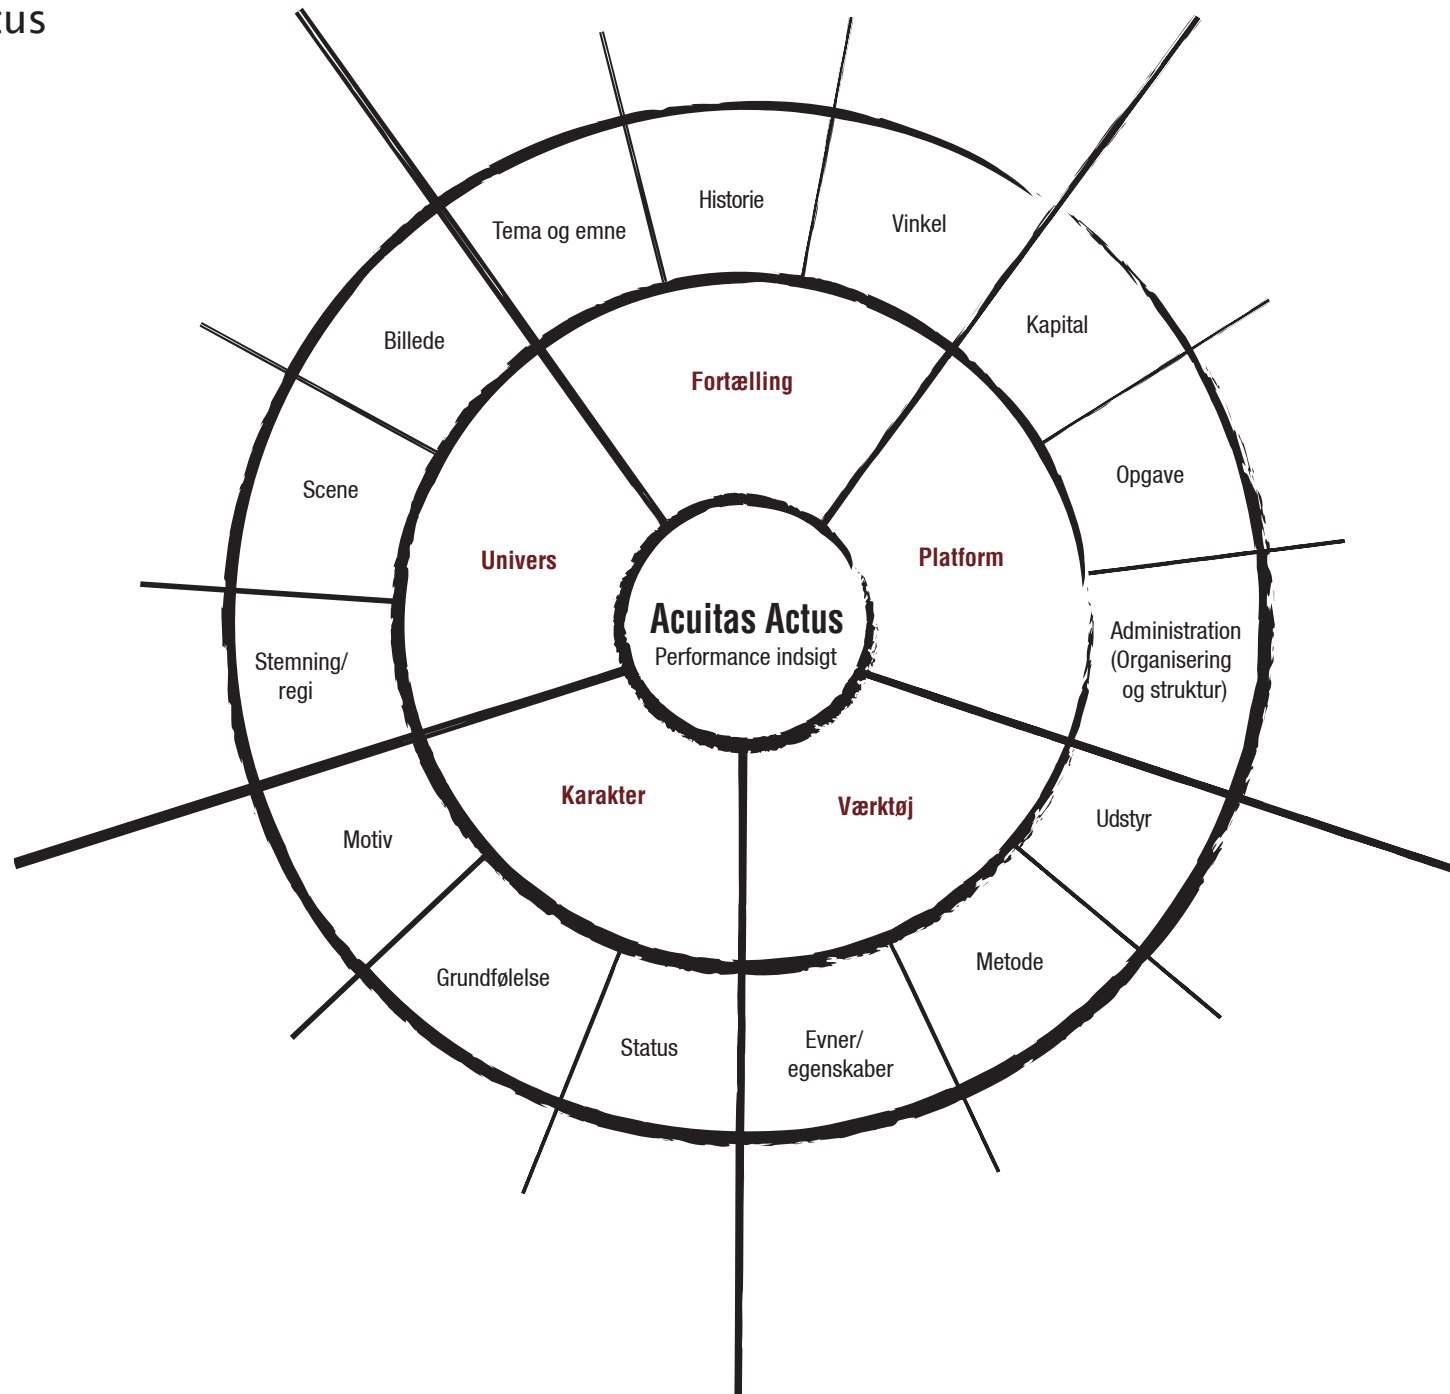 Historie
Vinkel
Tema og emne
Kapital
Billede
Fortælling
Opgave
Scene
Platform
Univers
Acuitas Actus
Performance indsigt
Administration
(Organisering
og struktur)
Stemning/
regi
Karakter
Værktøj
Udstyr
Motiv
Metode
Grundfølelse
Evner/
egenskaber
Status